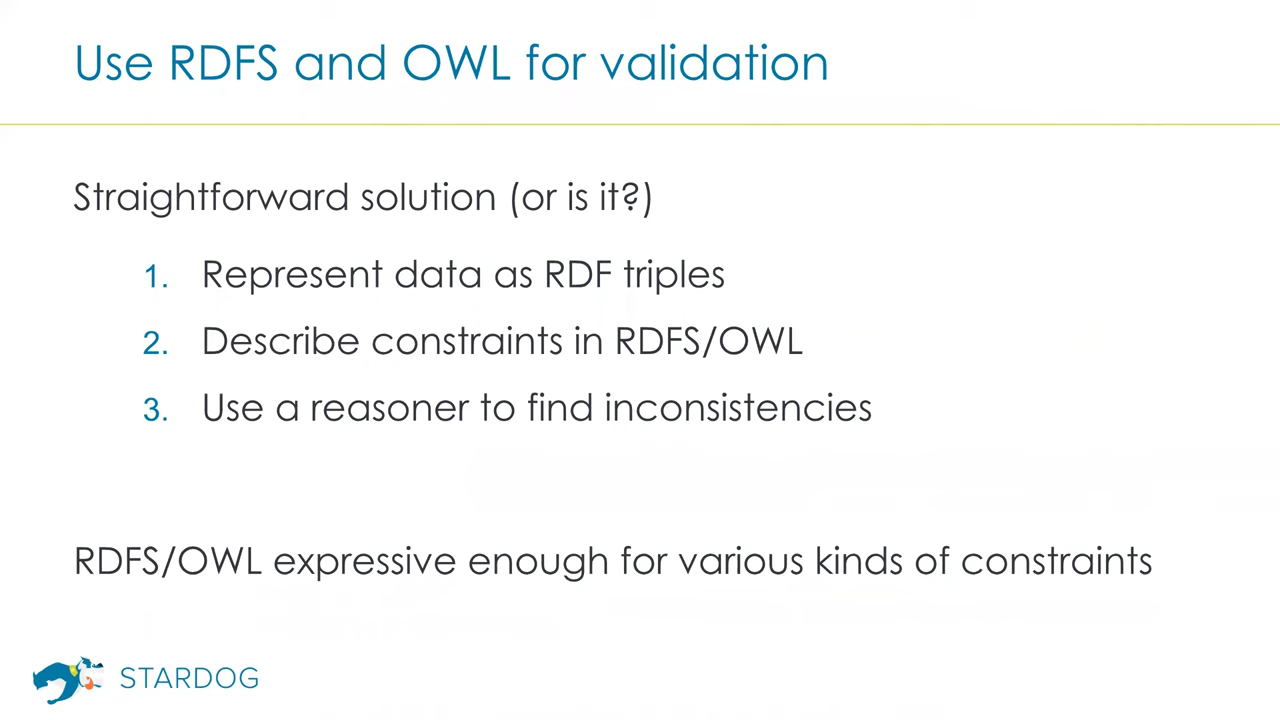 Use RDFS and OWL for validation
Straightforward solution (or is it?)
1. Represent data as RDF triples
2. Describe constraints in RDFS/OWL
3. Use a reasoner to find inconsistencies
RDFS/OWL expressive enough for various kinds of constraints
STARDOG